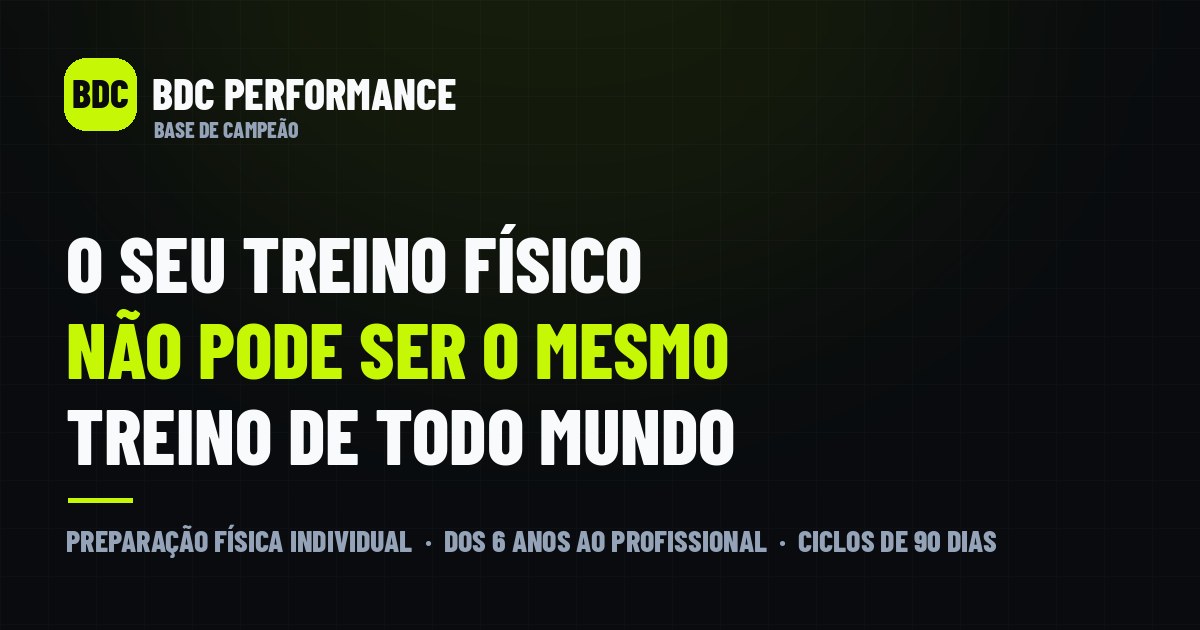 BDC
BDC PERFORMANCE
BASE DE CAMPEÃO
O SEU TREINO FÍSICO
NÃO PODE SER O MESMO
TREINO DE TODO MUNDO
PREPARAÇÃO FÍSICA INDIVIDUAL · DOS 6 ANOS AO PROFISSIONAL · CICLOS DE 90 DIAS